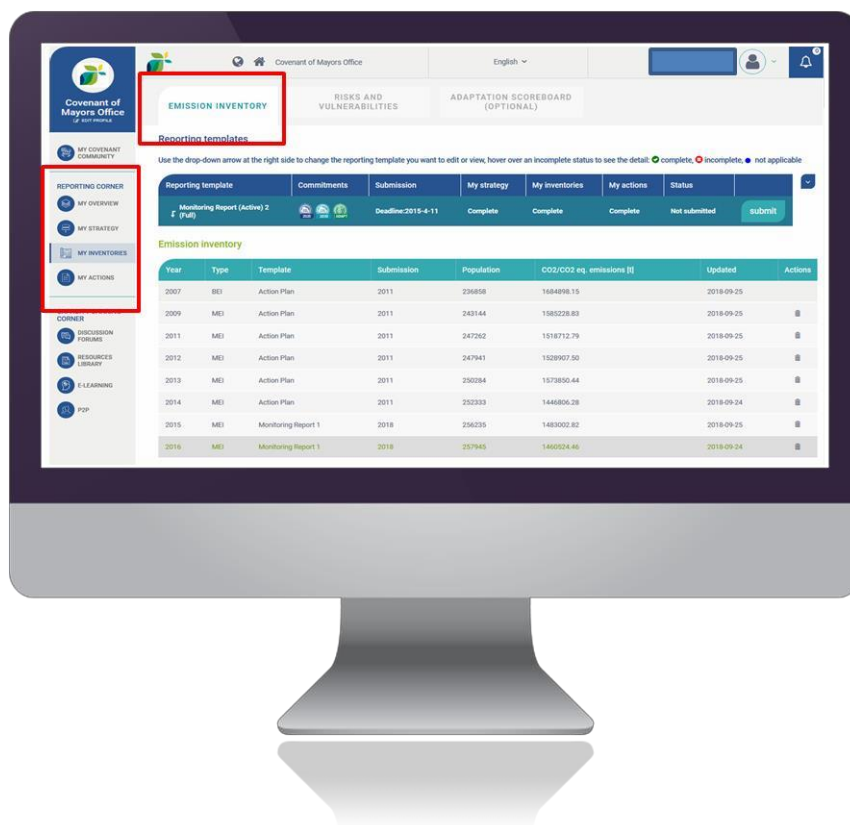 Covenant of Mayors Office
English
0
Covenant of
Mayors Office
EDIT PROFILE
MY COVENANT
COMMUNITY
REPORTING CORNER
MY OVERVIEW
MY STRATEGY
MY INVENTORIES
MY ACTIONS
CORNER
DISCUSSION
FORUMS
RESOURCES
LIBRARY
E-LEARNING
P2P
EMISSION INVENTORY
RISKS AND
VULNERABILITIES
ADAPTATION SCOREBOARD
(OPTIONAL)
Reporting templates
Use the drop-down arrow at the right side to change the reporting template you want to edit or view, hover over an incomplete status to see the detail: complete, incomplete, not applicable
Reporting template Commitments Submission My strategy My inventories My actions Status
Monitoring Report (Active) 2
(Full) Deadline:2015-4-11 Complete Complete Complete Not submitted submit
Emission inventory
Year Type Template Submission Population CO2/CO2 eq. emissions [t] Updated Actions
2007 BEI Action Plan 2011 236858 1684898.15 2018-09-25
2009 MEI Action Plan 2011 243144 1585228.83 2018-09-25
2011 MEI Action Plan 2011 247262 1518712.79 2018-09-25
2012 MEI Action Plan 2011 247941 1528907.50 2018-09-25
2013 MEI Action Plan 2011 250284 1573850.44 2018-09-25
2014 MEI Action Plan 2011 252333 1446806.28 2018-09-24
2015 MEI Monitoring Report 1 2018 256235 1483002.82 2018-09-25
2016 MEI Monitoring Report 1 2018 257945 1460524.46 2018-09-24